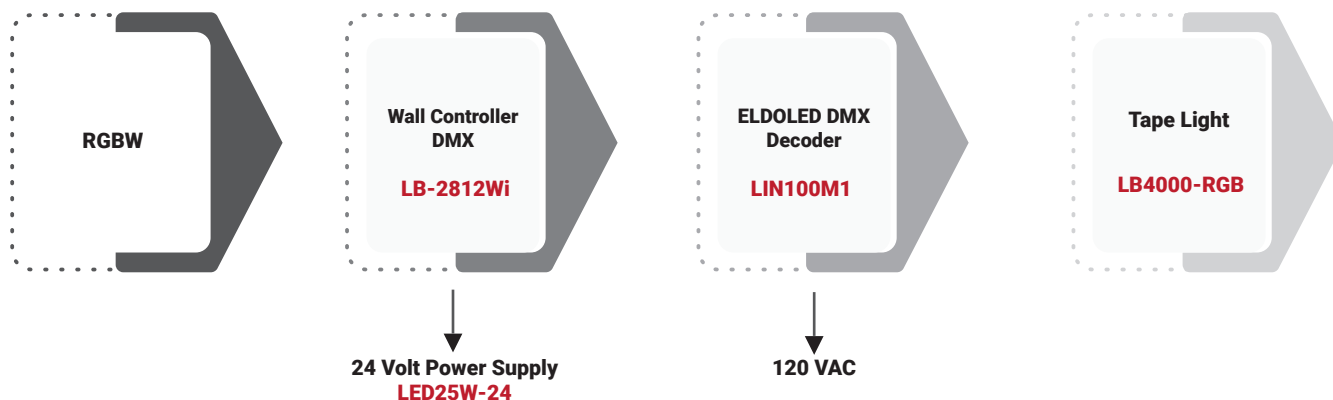 RGBW
Wall Controller
DMX
LB-2812Wi
ELDOLED DMX
Decoder
LIN100M1
Tape Light
LB4000-RGB
24 Volt Power Supply
LED25W-24
120 VAC